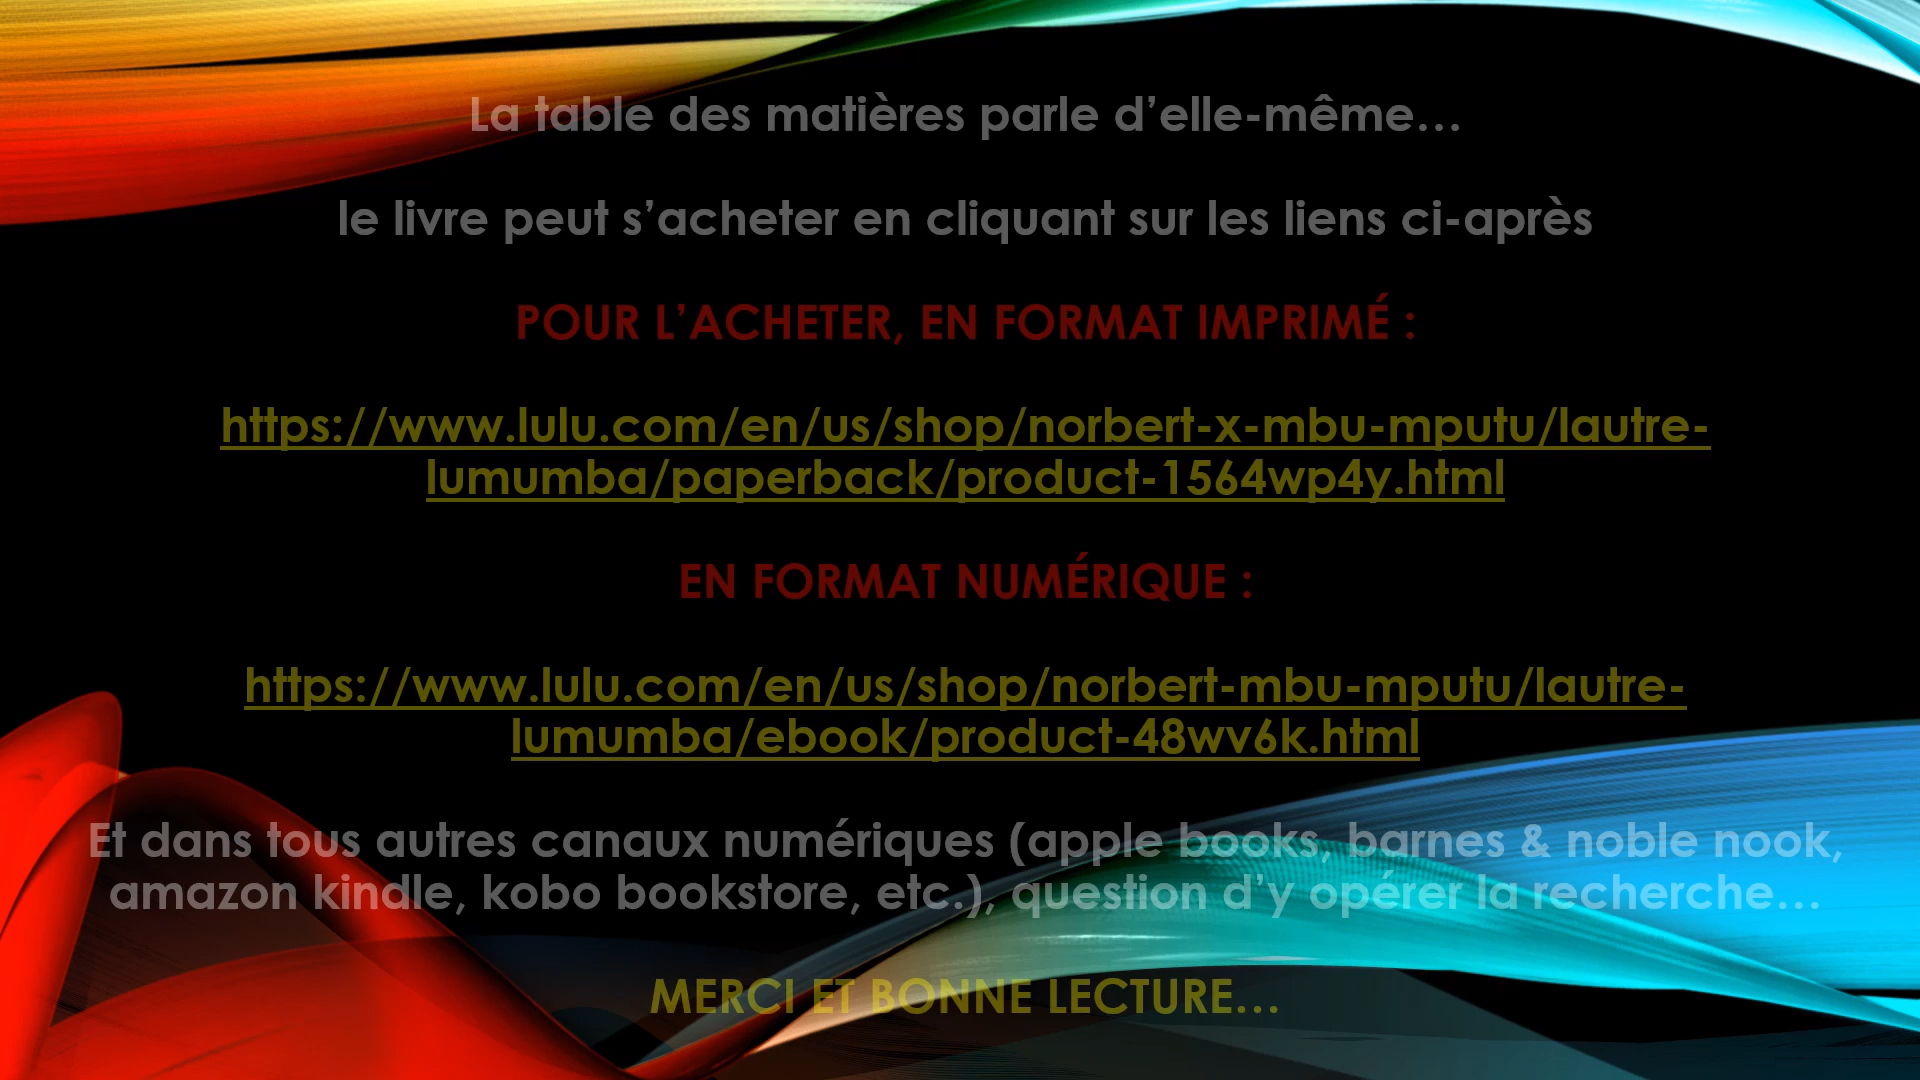 La table des matières parle d’elle-même…
le livre peut s’acheter en cliquant sur les liens ci-après
POUR L’ACHETER, EN FORMAT IMPRIMÉ :
https://www.lulu.com/en/us/shop/norbert-x-mbu-mputu/lautre-
lumumba/paperback/product-1564wp4y.html
EN FORMAT NUMÉRIQUE :
https://www.lulu.com/en/us/shop/norbert-mbu-mputu/lautre-
lumumba/ebook/product-48wv6k.html
Et dans tous autres canaux numériques (apple books, barnes & noble nook,
amazon kindle, kobo bookstore, etc.), question d’y opérer la recherche…
MERCI ET BONNE LECTURE…